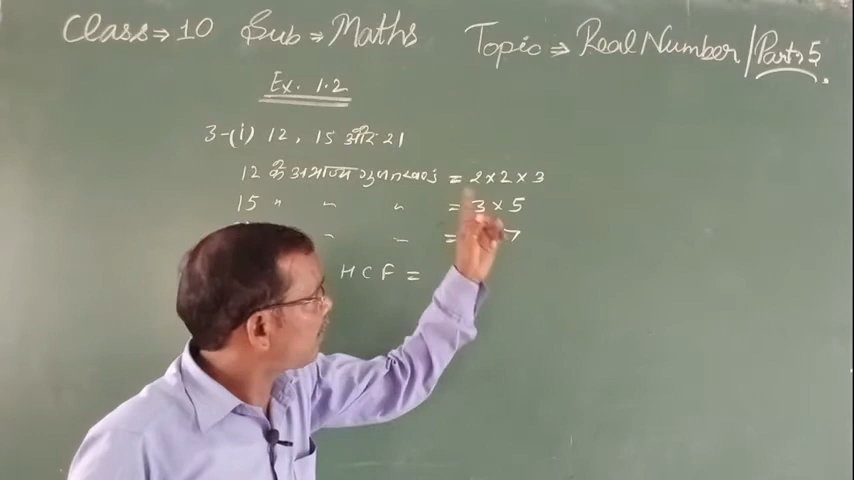 Class ⇒ 10 Sub ⇒ Maths Topic ⇒ Real Number / Part 5
Ex. 1.2
3-(i) 12, 15 और 21
12 के अभाज्य गुणनखण्ड = 2 × 2 × 3
15 " " " = 3 × 5
" " = 7
HCF =